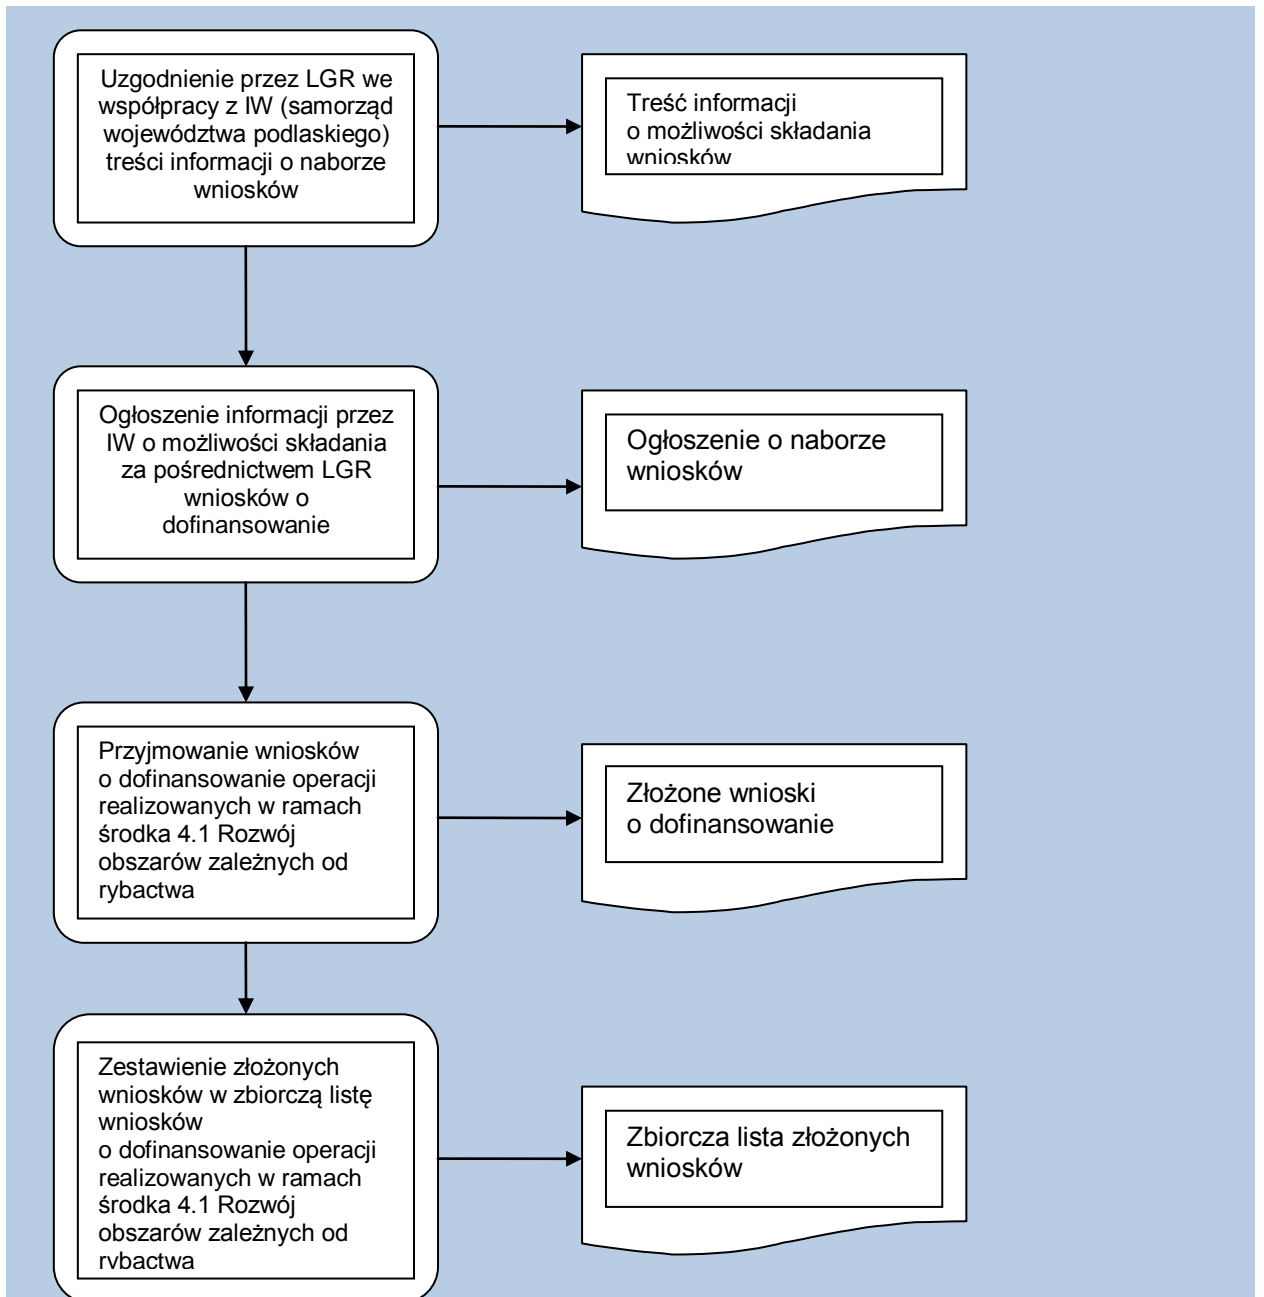 Uzgodnienie przez LGR we
współpracy z IW (samorząd
województwa podlaskiego)
treści informacji o naborze
wniosków
Treść informacji
o możliwości składania
wniosków
Ogłoszenie informacji przez
IW o możliwości składania
za pośrednictwem LGR
wniosków o
dofinansowanie
Ogłoszenie o naborze
wniosków
Przyjmowanie wniosków
o dofinansowanie operacji
realizowanych w ramach
środka 4.1 Rozwój
obszarów zależnych od
rybactwa
Złożone wnioski
o dofinansowanie
Zestawienie złożonych
wniosków w zbiorczą listę
wniosków
o dofinansowanie operacji
realizowanych w ramach
środka 4.1 Rozwój
obszarów zależnych od
rybactwa
Zbiorcza lista złożonych
wniosków